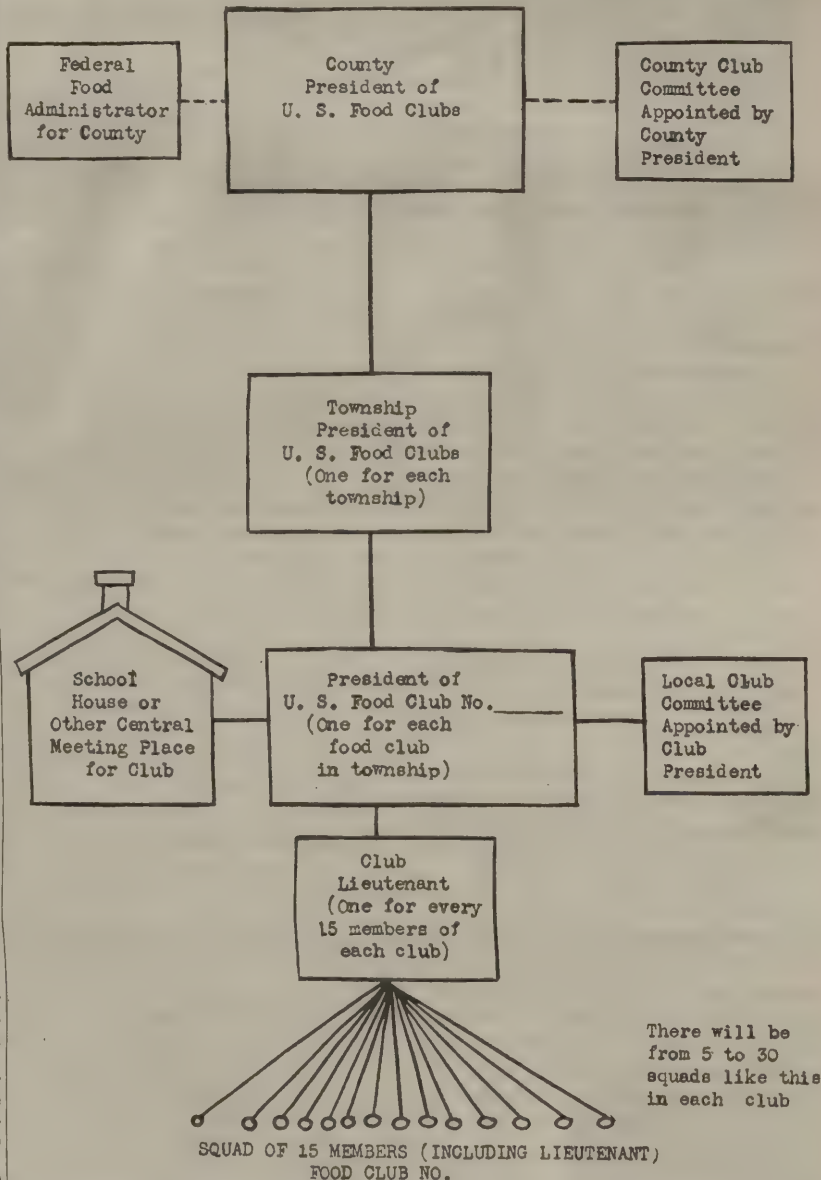 Federal
Food
Administrator
for County
County
President of
U. S. Food Clubs
County Club
Committee
Appointed by
County
President
Township
President of
U. S. Food Clubs
(One for each
township)
School
House or
Other Central
Meeting Place
for Club
President of
U. S. Food Club No.______
(One for each
food club
in township)
Local Club
Committee
Appointed by
Club
President
Club
Lieutenant
(One for every
15 members of
each club)
There will be
from 5 to 30
squads like this
in each club
SQUAD OF 15 MEMBERS (INCLUDING LIEUTENANT)
FOOD CLUB NO.